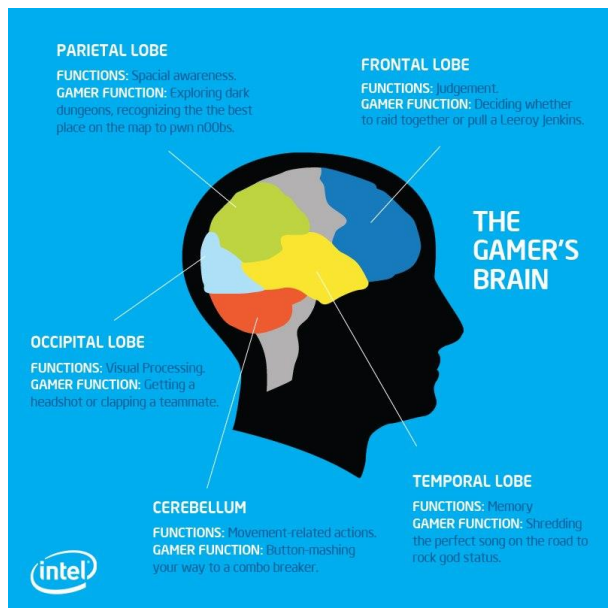 PARIETAL LOBE
FUNCTIONS: Spacial awareness.
GAMER FUNCTION: Exploring dark
dungeons, recognizing the the best
place on the map to pwn n00bs.
FRONTAL LOBE
FUNCTIONS: Judgement.
GAMER FUNCTION: Deciding whether
to raid together or pull a Leeroy Jenkins.
THE
GAMER'S
BRAIN
OCCIPITAL LOBE
FUNCTIONS: Visual Processing.
GAMER FUNCTION: Getting a
headshot or clapping a teammate.
TEMPORAL LOBE
FUNCTIONS: Memory
GAMER FUNCTION: Shredding
the perfect song on the road to
rock god status.
CEREBELLUM
FUNCTIONS: Movement-related actions.
GAMER FUNCTION: Button-mashing
your way to a combo breaker.
intel